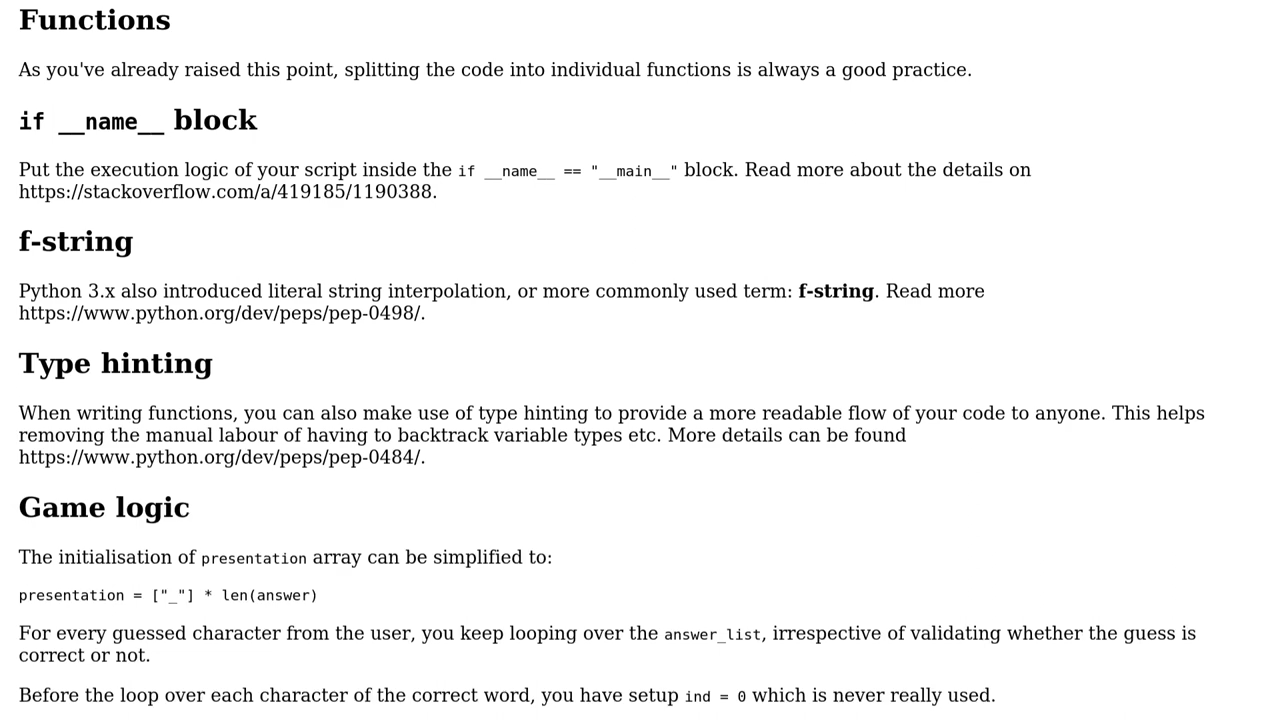 Functions
As you've already raised this point, splitting the code into individual functions is always a good practice.
if __name__ block
Put the execution logic of your script inside the if __name__ == "__main__" block. Read more about the details on
https://stackoverflow.com/a/419185/1190388.
f-string
Python 3.x also introduced literal string interpolation, or more commonly used term: f-string. Read more
https://www.python.org/dev/peps/pep-0498/.
Type hinting
When writing functions, you can also make use of type hinting to provide a more readable flow of your code to anyone. This helps
removing the manual labour of having to backtrack variable types etc. More details can be found
https://www.python.org/dev/peps/pep-0484/.
Game logic
The initialisation of presentation array can be simplified to:
presentation = ["_"] * len(answer)
For every guessed character from the user, you keep looping over the answer_list, irrespective of validating whether the guess is
correct or not.
Before the loop over each character of the correct word, you have setup ind = 0 which is never really used.